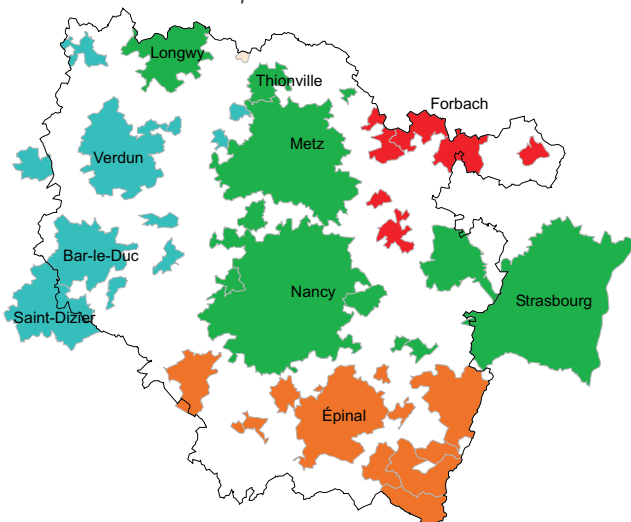 Longwy
Thionville
Forbach
Metz
Verdun
Bar-le-Duc
Nancy
Strasbourg
Saint-Dizier
Épinal